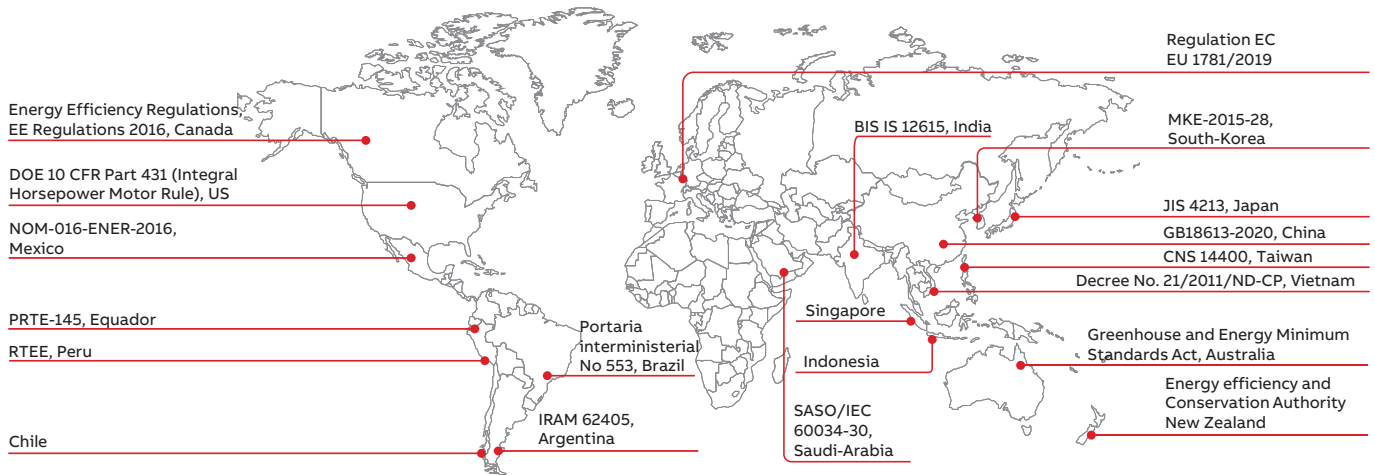 Energy Efficiency Regulations,
EE Regulations 2016, Canada
DOE 10 CFR Part 431 (Integral
Horsepower Motor Rule), US
NOM-016-ENER-2016,
Mexico
PRTE-145, Equador
RTEE, Peru
Chile
Portaria
interministerial
No 553, Brazil
IRAM 62405,
Argentina
Regulation EC
EU 1781/2019
BIS IS 12615, India
MKE-2015-28,
South-Korea
JIS 4213, Japan
GB18613-2020, China
CNS 14400, Taiwan
Decree No. 21/2011/ND-CP, Vietnam
Singapore
Indonesia
SASO/IEC
60034-30,
Saudi-Arabia
Greenhouse and Energy Minimum
Standards Act, Australia
Energy efficiency and
Conservation Authority
New Zealand